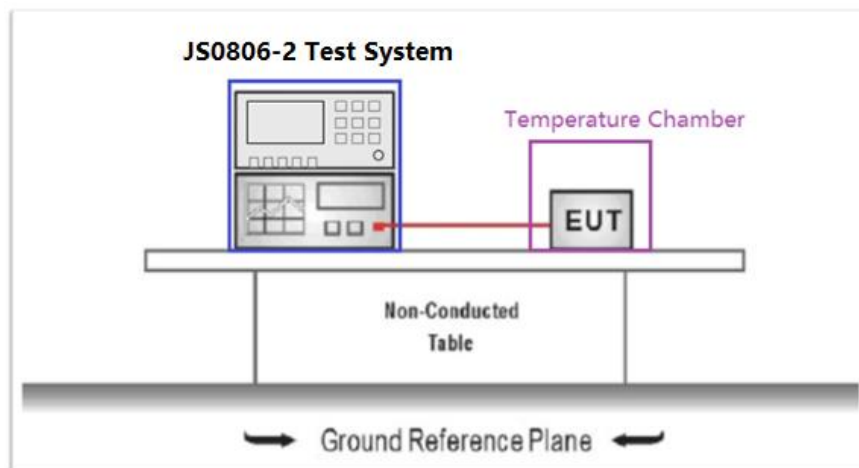 JS0806-2 Test System
Temperature Chamber
EUT
Non-Conducted
Table
Ground Reference Plane